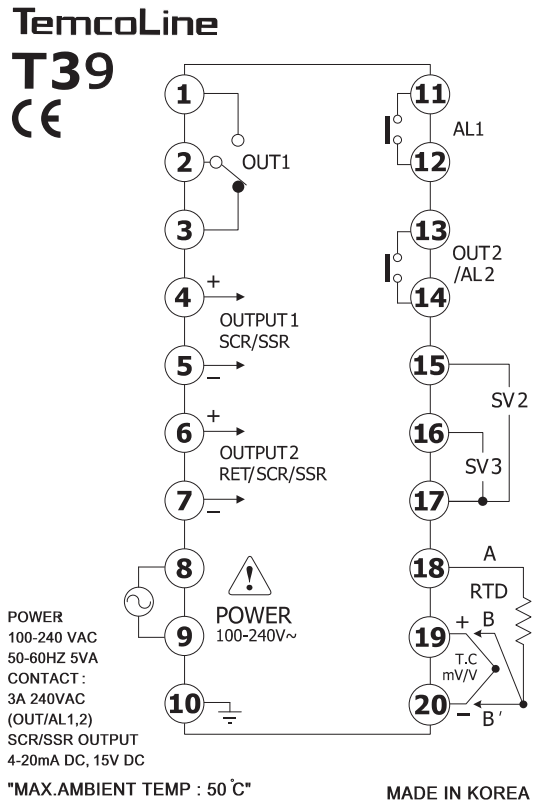 TemcoLine
T39
CE
1
2
3
OUT1
4
+
OUTPUT1
SCR/SSR
5
−
6
+
OUTPUT2
RET/SCR/SSR
7
−
8
9
POWER
100-240V~
10
11
AL1
12
13
OUT2
/AL2
14
15
SV2
16
SV3
17
18
A
RTD
19
+
B
T.C
mV/V
20
−
B'
POWER
100-240 VAC
50-60HZ 5VA
CONTACT :
3A 240VAC
(OUT/AL1,2)
SCR/SSR OUTPUT
4-20mA DC, 15V DC
"MAX.AMBIENT TEMP : 50℃"
MADE IN KOREA